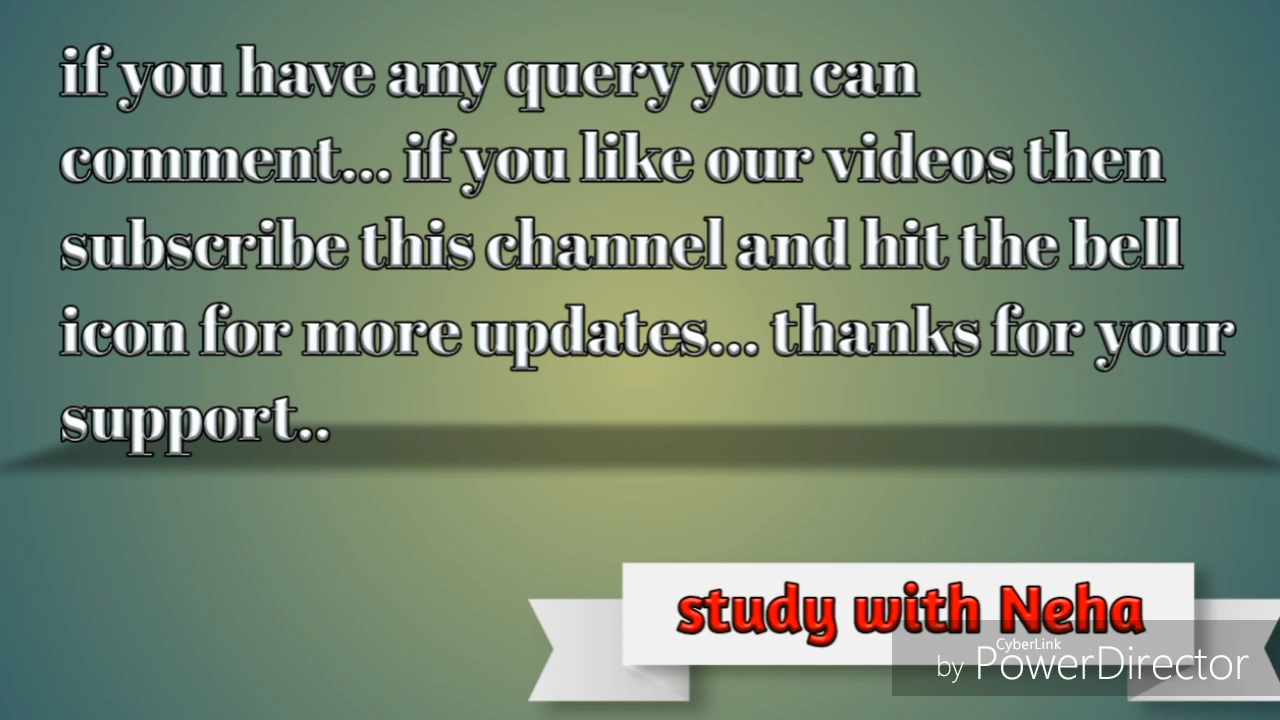 if you have any query you can
comment... if you like our videos then
subscribe this channel and hit the bell
icon for more updates... thanks for your
support..
study with Neha
CyberLink
by PowerDirector